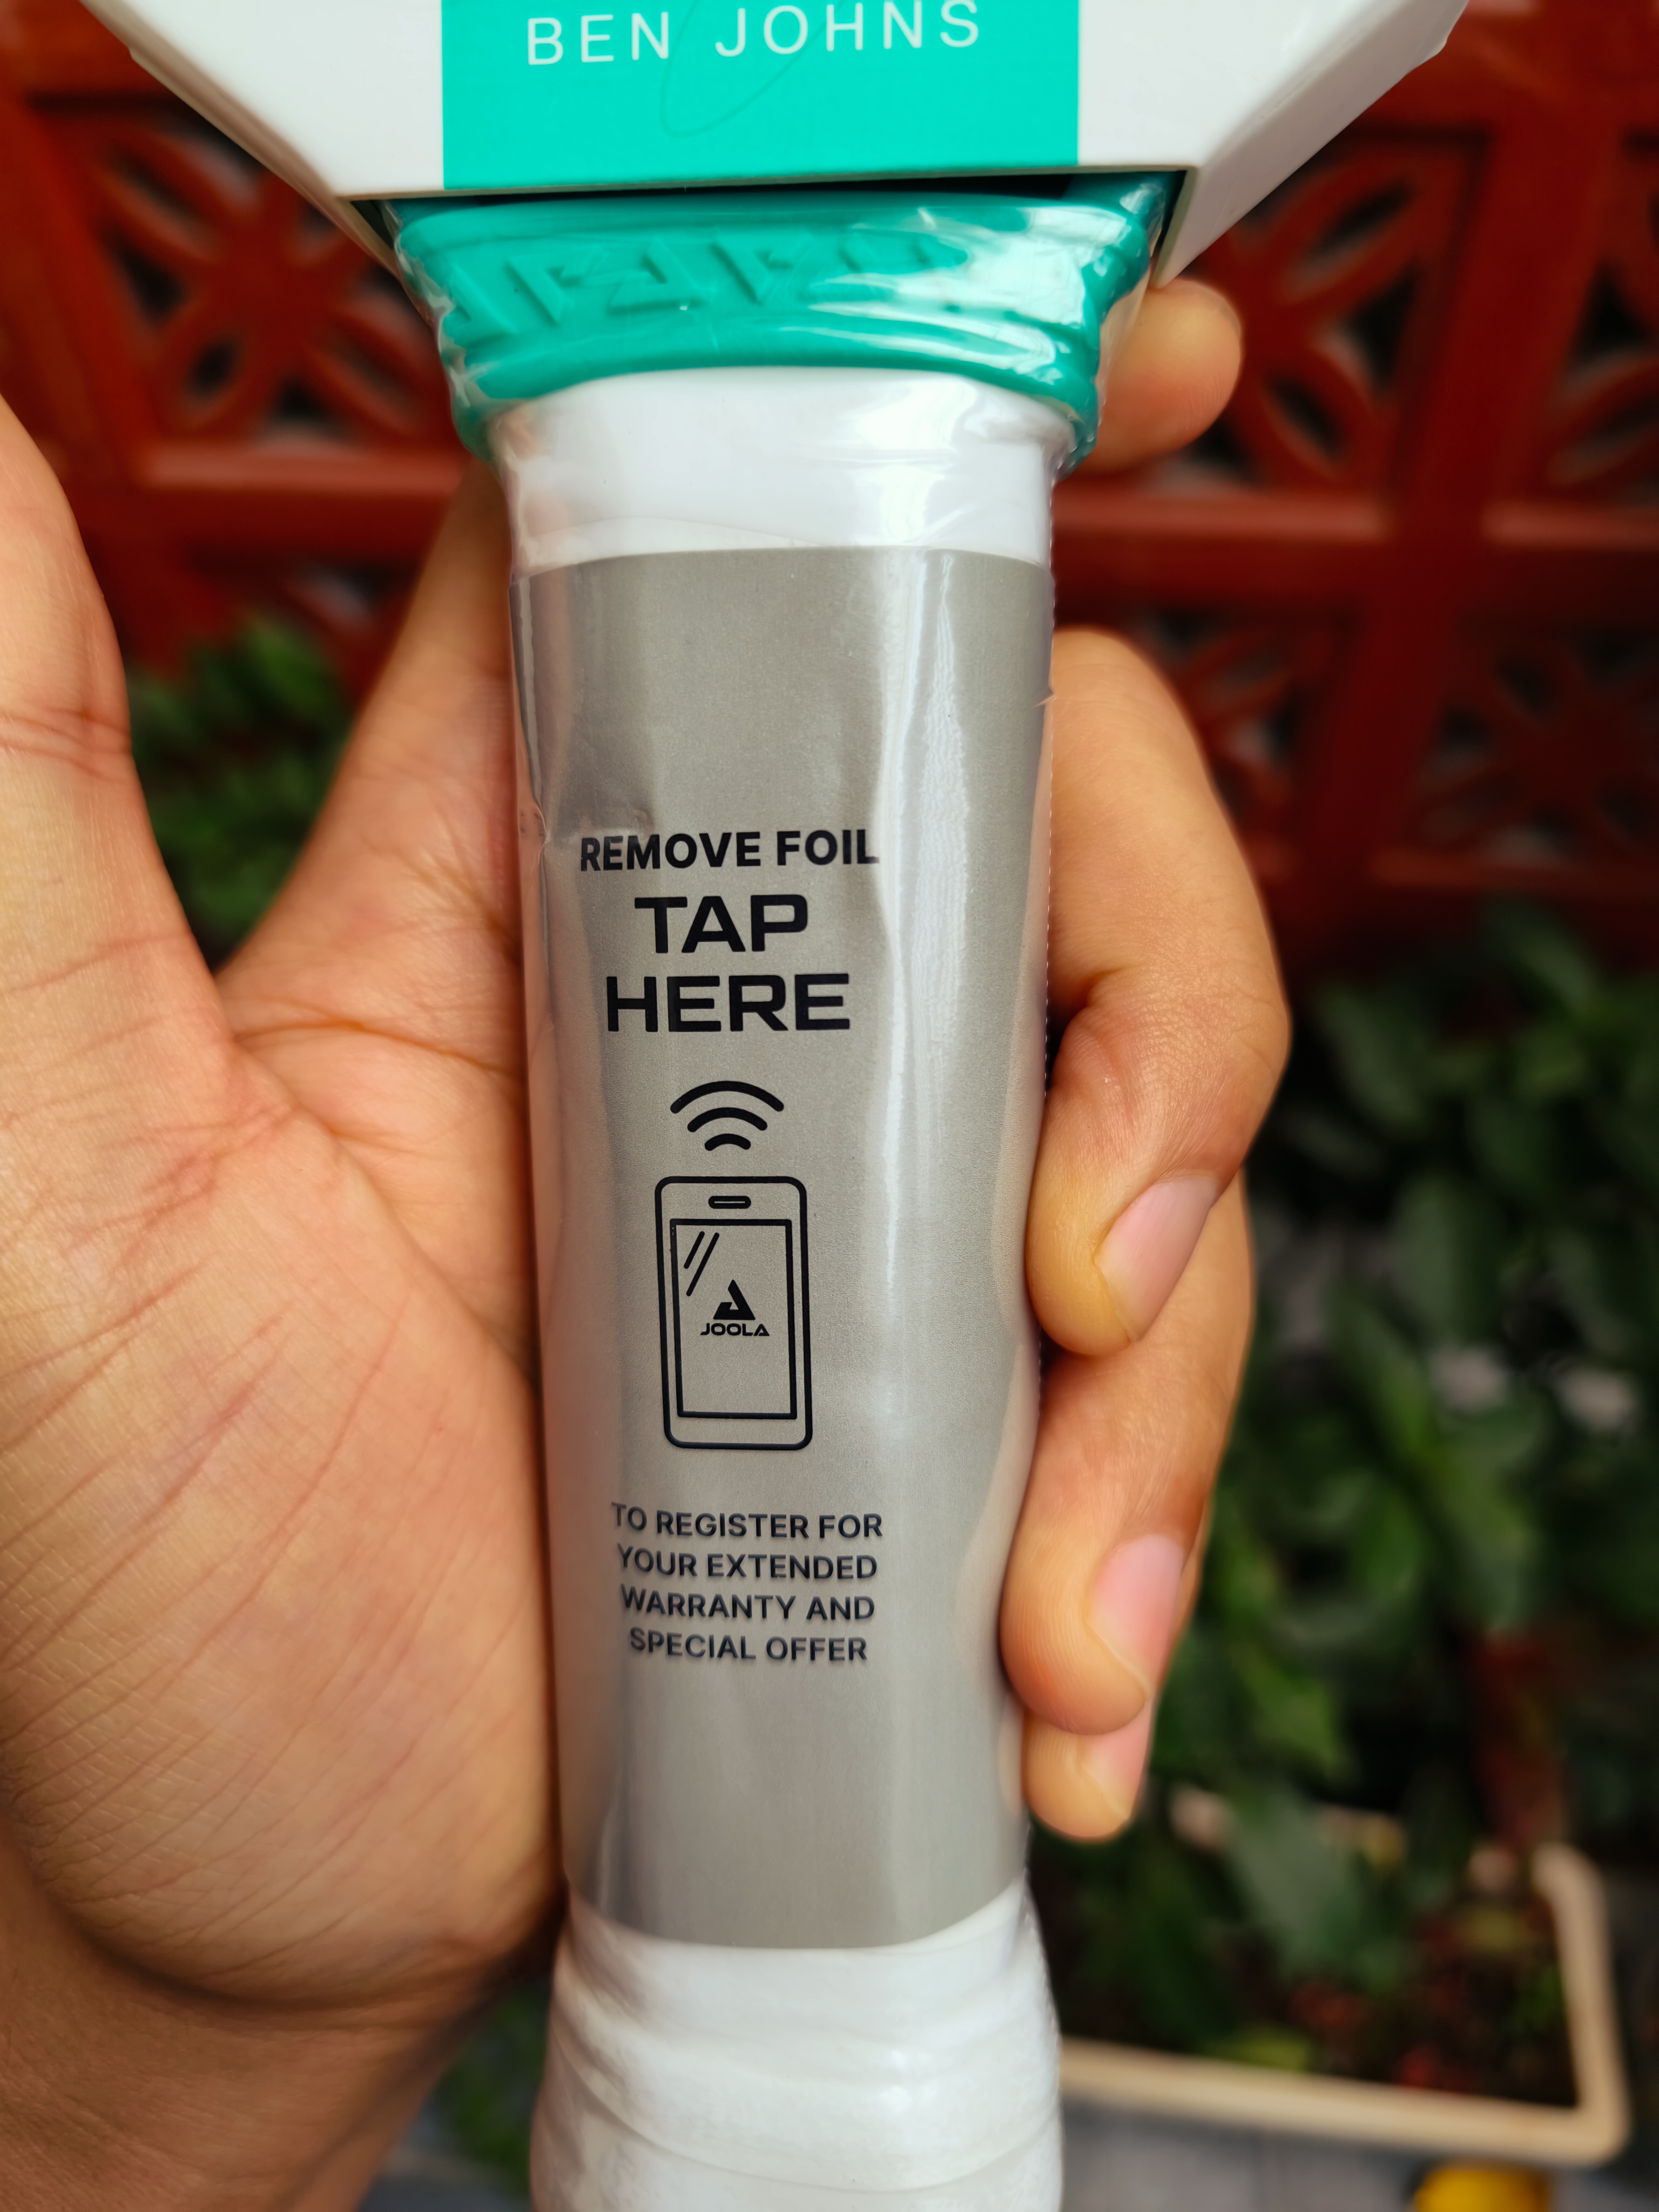 BEN JOHNS
REMOVE FOIL
TAP
HERE
JOOLA
TO REGISTER FOR
YOUR EXTENDED
WARRANTY AND
SPECIAL OFFER